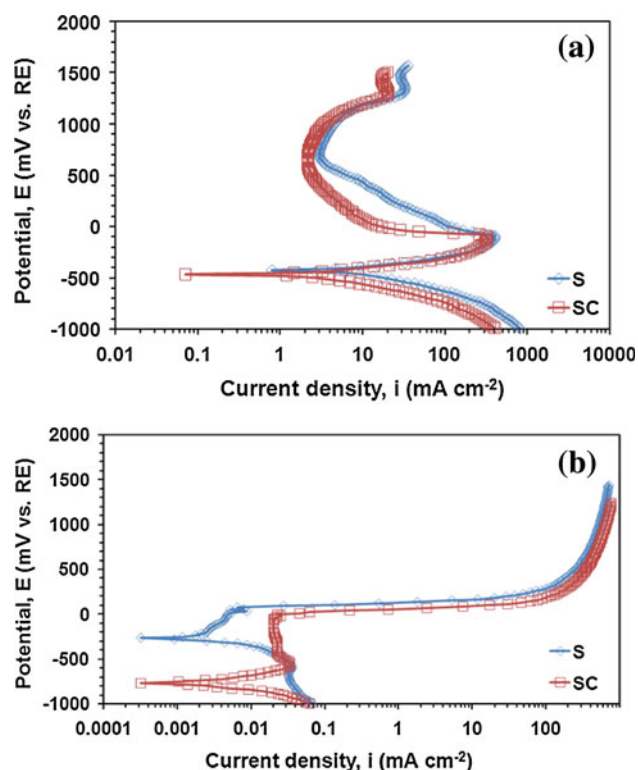 (a)
2000
1500
1000
500
0
-500
-1000
Potential, E (mV vs. RE)
S
SC
0.01 0.1 1 10 100 1000 10000
Current density, i (mA cm-2)
(b)
2000
1500
1000
500
0
-500
-1000
Potential, E (mV vs. RE)
S
SC
0.0001 0.001 0.01 0.1 1 10 100
Current density, i (mA cm-2)